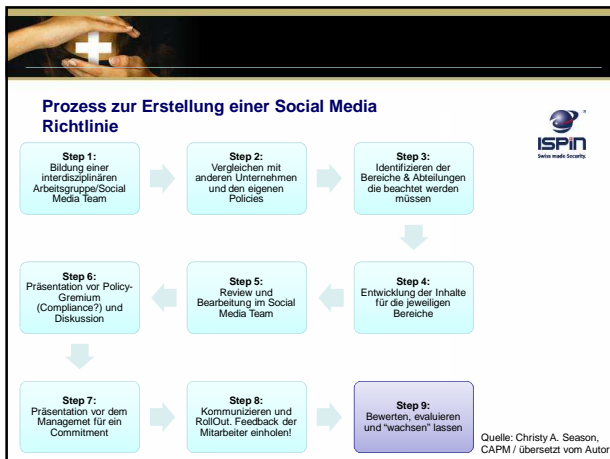 Prozess zur Erstellung einer Social Media
Richtlinie
ISPIN
Swiss made Security.
Step 1:
Bildung einer
interdisziplinären
Arbeitsgruppe/Social
Media Team
Step 2:
Vergleichen mit
anderen Unternehmen
und den eigenen
Policies
Step 3:
Identifizieren der
Bereiche & Abteilungen
die beachtet werden
müssen
Step 4:
Entwicklung der Inhalte
für die jeweiligen
Bereiche
Step 5:
Review und
Bearbeitung im Social
Media Team
Step 6:
Präsentation vor Policy-
Gremium
(Compliance?) und
Diskussion
Step 7:
Präsentation vor dem
Managemet für ein
Commitment
Step 8:
Kommunizieren und
RollOut. Feedback der
Mitarbeiter einholen!
Step 9:
Bewerten, evaluieren
und “wachsen” lassen
Quelle: Christy A. Season,
CAPM / übersetzt vom Autor